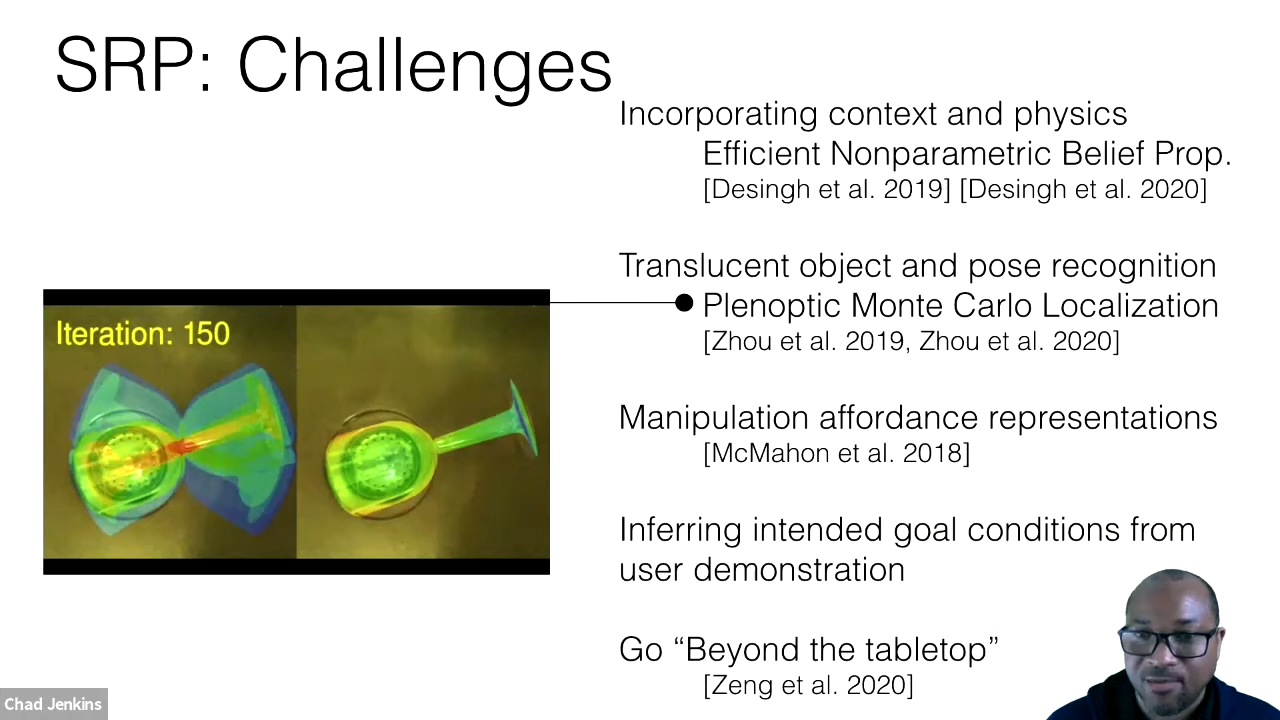 SRP: Challenges
Incorporating context and physics
Efficient Nonparametric Belief Prop.
[Desingh et al. 2019] [Desingh et al. 2020]
Translucent object and pose recognition
Plenoptic Monte Carlo Localization
[Zhou et al. 2019, Zhou et al. 2020]
Iteration: 150
Manipulation affordance representations
[McMahon et al. 2018]
Inferring intended goal conditions from
user demonstration
Go “Beyond the tabletop”
[Zeng et al. 2020]
Chad Jenkins